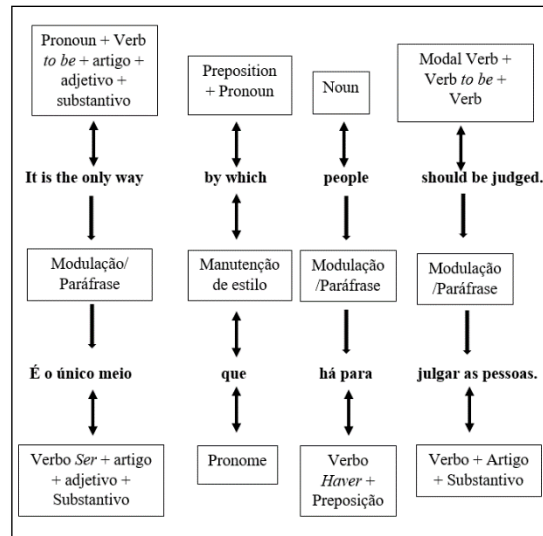 Pronoun + Verb
to be + artigo +
adjetivo +
substantivo
Preposition
+ Pronoun
Noun
Modal Verb +
Verb to be +
Verb
It is the only way
by which
people
should be judged.
Modulação/
Paráfrase
Manutenção
de estilo
Modulação
/Paráfrase
Modulação
/Paráfrase
É o único meio
que
há para
julgar as pessoas.
Verbo Ser + artigo
+ adjetivo +
Substantivo
Pronome
Verbo
Haver +
Preposição
Verbo + Artigo
+ Substantivo